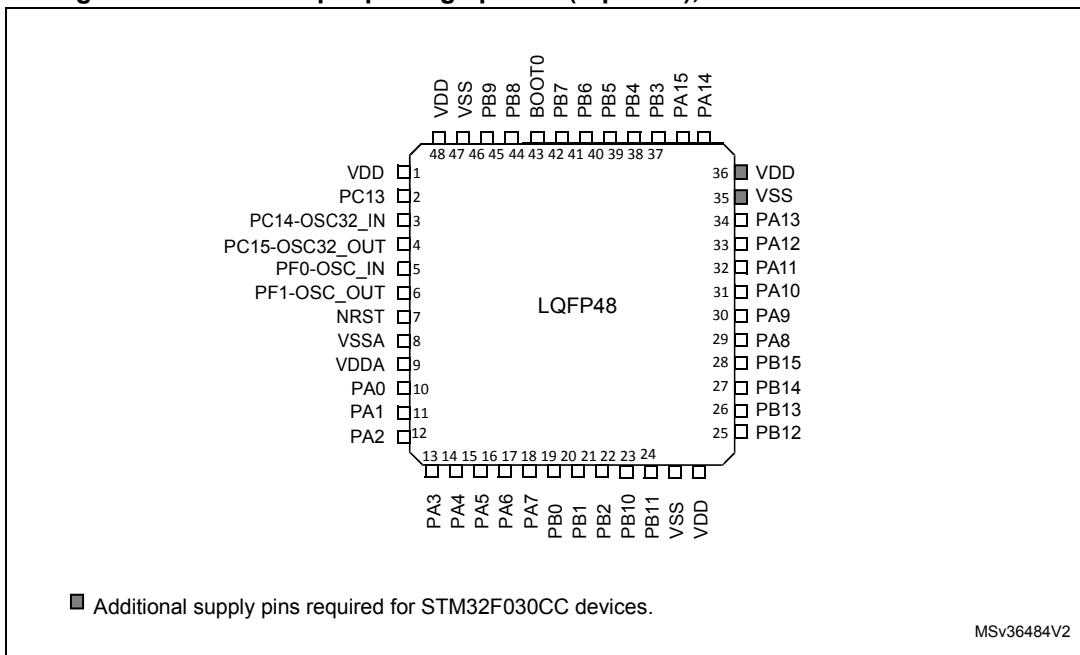 VDD
VSS
PB9
PB8
BOOT0
PB7
PB6
PB5
PB4
PB3
PA15
PA14
48 47 46 45 44 43 42 41 40 39 38 37
VDD 1
PC13 2
PC14-OSC32_IN 3
PC15-OSC32_OUT 4
PF0-OSC_IN 5
PF1-OSC_OUT 6
NRST 7
VSSA 8
VDDA 9
PA0 10
PA1 11
PA2 12
LQFP48
36 VDD
35 VSS
34 PA13
33 PA12
32 PA11
31 PA10
30 PA9
29 PA8
28 PB15
27 PB14
26 PB13
25 PB12
13 14 15 16 17 18 19 20 21 22 23 24
PA3
PA4
PA5
PA6
PA7
PB0
PB1
PB2
PB10
PB11
VSS
VDD
Additional supply pins required for STM32F030CC devices.
MSv36484V2